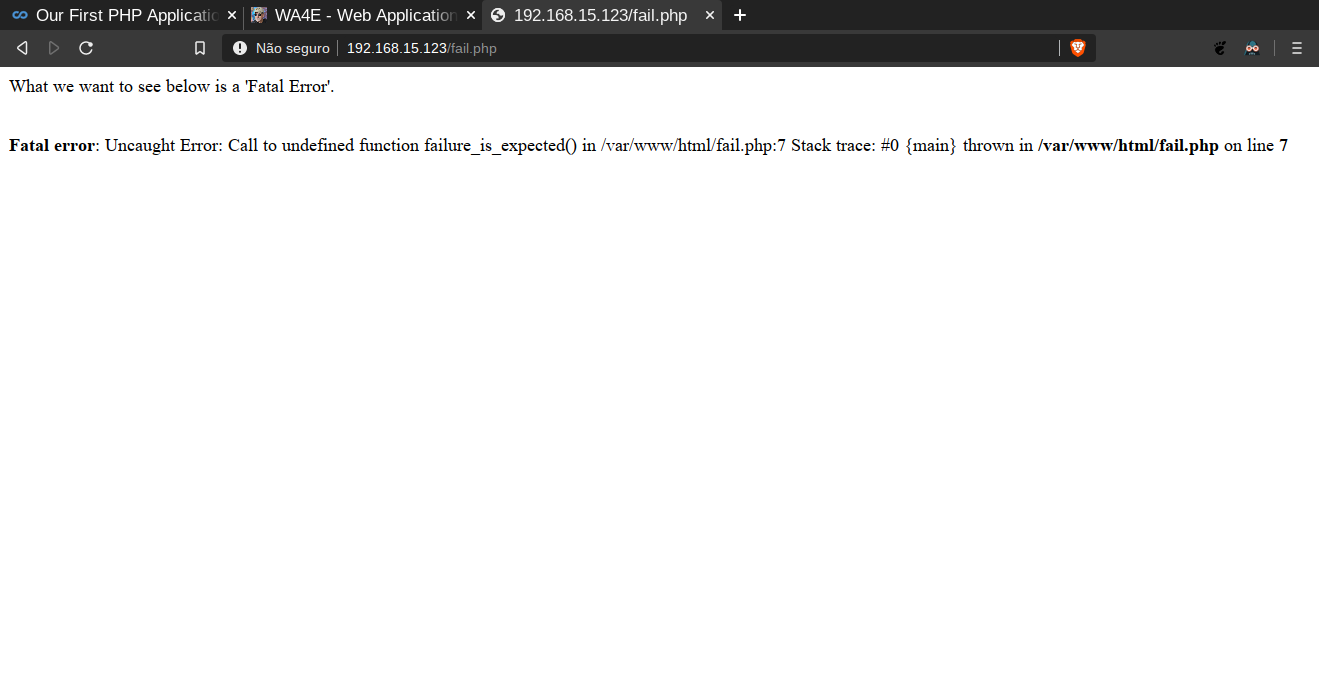 Our First PHP Applicatio
WA4E - Web Application
192.168.15.123/fail.php
Não seguro
192.168.15.123/fail.php
What we want to see below is a 'Fatal Error'.
Fatal error: Uncaught Error: Call to undefined function failure_is_expected() in /var/www/html/fail.php:7 Stack trace: #0 {main} thrown in /var/www/html/fail.php on line 7